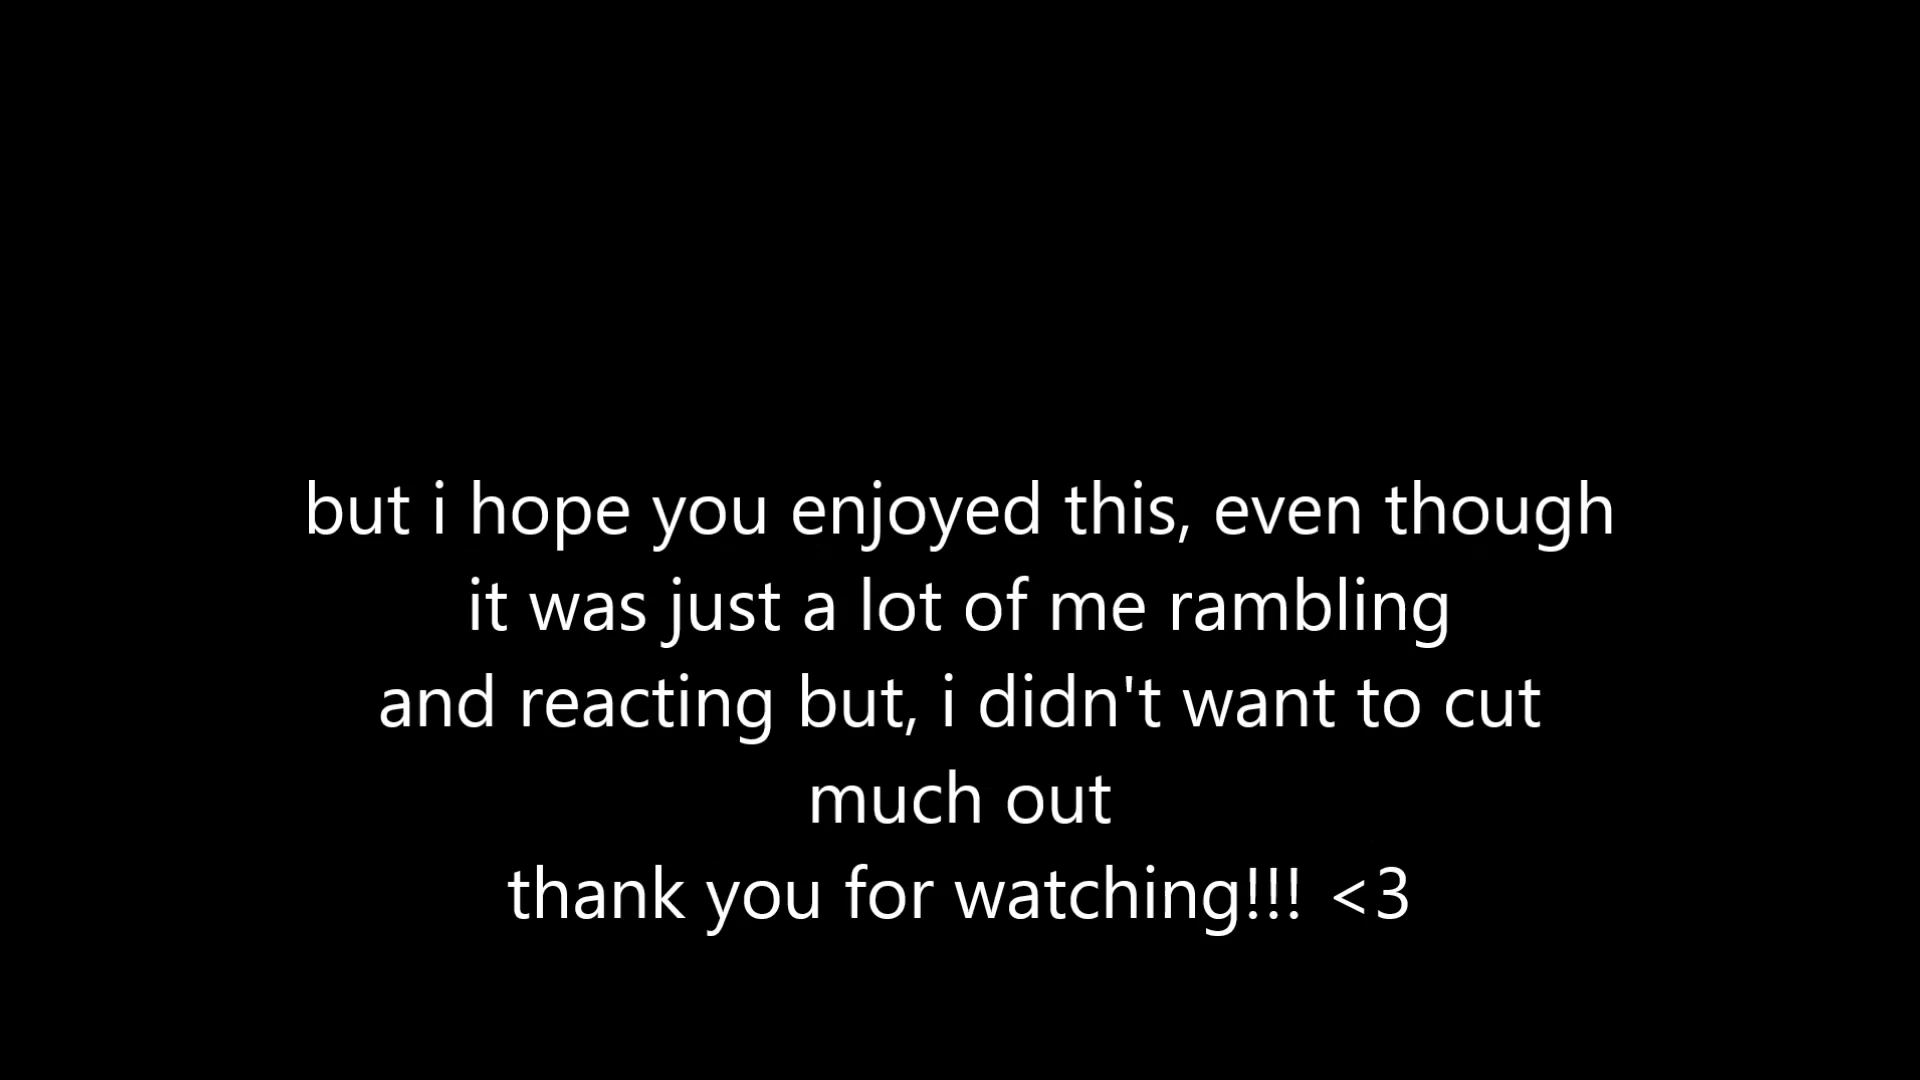 but i hope you enjoyed this, even though
it was just a lot of me rambling
and reacting but, i didn't want to cut
much out
thank you for watching!!! <3